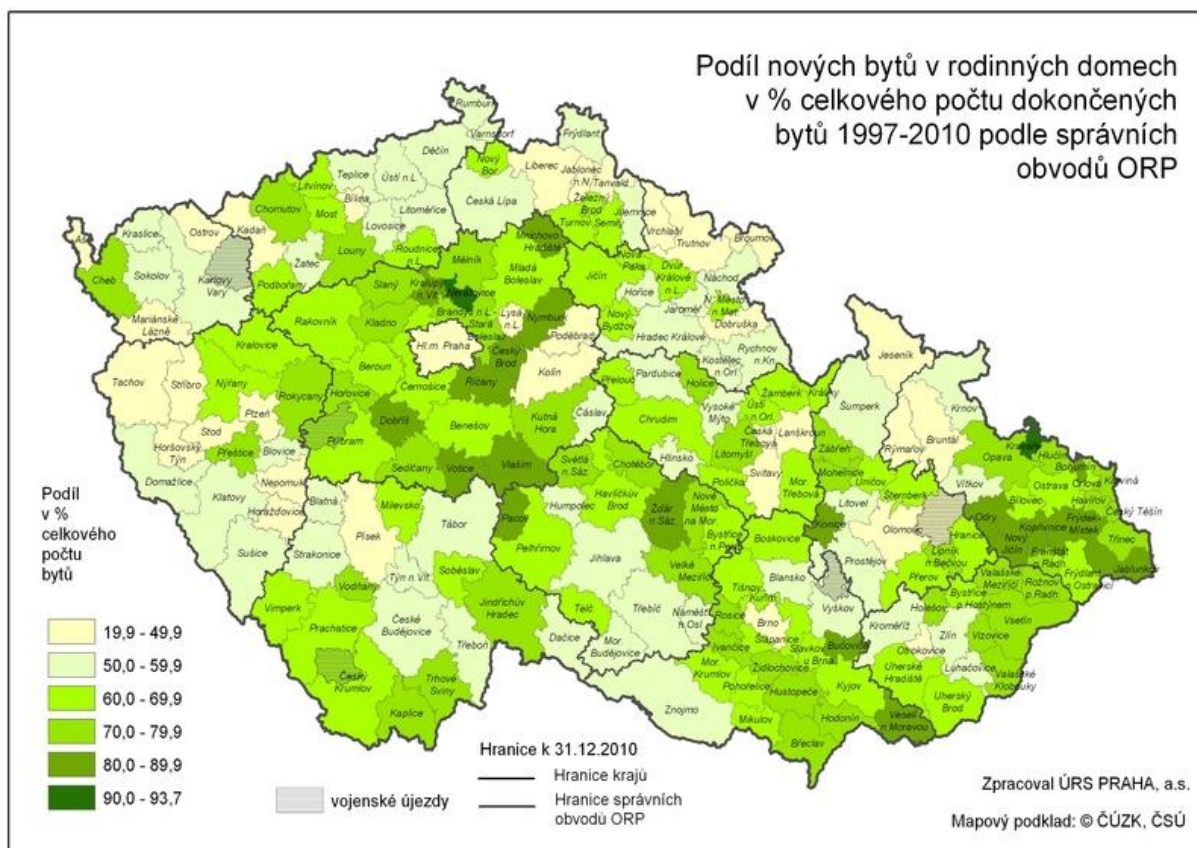 Podíl nových bytů v rodinných domech
v % celkového počtu dokončených
bytů 1997-2010 podle správních
obvodů ORP
Rumburk
Varnsdorf
Děčín
Frýdlant
Nový
Bor
Liberec
Jablonec
n.N.
Tanvald
Teplice
Ústí n L.
Litvínov
Bílina
Litoměřice
Česká Lípa
Železný
Brod
Jilemnice
Chomutov
Most
Lovosice
Turnov
Semily
Vrchlabí
Trutnov
Broumov
Kraslice
Ostrov
Kadaň
Roudnice
n.L.
Mnichovo
Hradiště
Aš
Louny
Žatec
Mělník
Mladá
Boleslav
Jičín
Nová
Paka
Dvůr
Králové
n.L.
Náchod
Cheb
Sokolov
Karlovy
Vary
Podbořany
Slaný
Kralupy
n.Vlt.
Neratovice
Hořice
Jaroměř
N. Město
n Met.
Mariánské
Lázně
Rakovník
Kladno
Brandýs n L.-
Stará
Boleslav
Lysá
n L.
Nymburk
Nový
Bydžov
Dobruška
Poděbrady
Hradec Králové
Rychnov
n Kn.
Kralovice
Hl.m. Praha
Český
Brod
Kolín
Kostelec
n Orl.
Jeseník
Tachov
Stříbro
Nýřany
Beroun
Říčany
Přelouč
Pardubice
Holice
Rokycany
Hořovice
Černošice
Žamberk
Králíky
Plzeň
Dobříš
Benešov
Kutná
Hora
Čáslav
Chrudim
Vysoké
Mýto
Ústí
n Orl.
Šumperk
Krnov
Stod
Příbram
Česká
Třebová
Lanškroun
Bruntál
Rýmařov
Horšovský
Týn
Přeštice
Blovice
Hlinsko
Litomyšl
Zábřeh
Opava
Kravaře
Hlučín
Sedlčany
Votice
Vlašim
Světlá
n Sáz.
Chotěboř
Svitavy
Mohelnice
Uničov
Bohumín
Karviná
Domažlice
Nepomuk
Polička
Mor.
Třebová
Šternberk
Vítkov
Ostrava
Orlová
Klatovy
Horažďovice
Blatná
Milevsko
Havlíčkův
Brod
Nové
Město
na Mor.
Litovel
Bílovec
Havířov
Český Těšín
Písek
Tábor
Pacov
Humpolec
Žďár
n Sáz.
Konice
Olomouc
Odry
Kopřivnice
Frýdek-
Místek
Třinec
Sušice
Strakonice
Pelhřimov
Jihlava
Bystřice
n Per.
Boskovice
Prostějov
Hranice
Nový
Jičín
Frenštát
p Radh.
Týn n.Vlt.
Soběslav
Velké
Meziříčí
Lipník
n Bečvou
Frýdlant
n Ostravicí
Jablunkov
Vodňany
Blansko
Přerov
Valašské
Meziříčí
Rožnov
p Radh.
Vimperk
Jindřichův
Hradec
Telč
Třebíč
Tišnov
Kuřim
Vyškov
Bystřice
p Hostýnem
Prachatice
České
Budějovice
Náměšť
n Osl.
Rosice
Brno
Holešov
Vsetín
Třeboň
Dačice
Šlapanice
Kroměříž
Zlín
Vizovice
Mor.
Budějovice
Ivančice
Slavkov
u Brna
Bučovice
Otrokovice
Český
Krumlov
Trhové
Sviny
Mor.
Krumlov
Židlochovice
Luhačovice
Valašské
Klobouky
Kaplice
Pohořelice
Hustopeče
Kyjov
Uherské
Hradiště
Znojmo
Uherský
Brod
Mikulov
Hodonín
Veselí
n Moravou
Břeclav
Podíl
v %
celkového
počtu
bytů
19,9 - 49,9
50,0 - 59,9
60,0 - 69,9
70,0 - 79,9
80,0 - 89,9
90,0 - 93,7
vojenské újezdy
Hranice k 31.12.2010
Hranice krajů
Hranice správních
obvodů ORP
Zpracoval ÚRS PRAHA, a.s.
Mapový podklad: © ČÚZK, ČSÚ